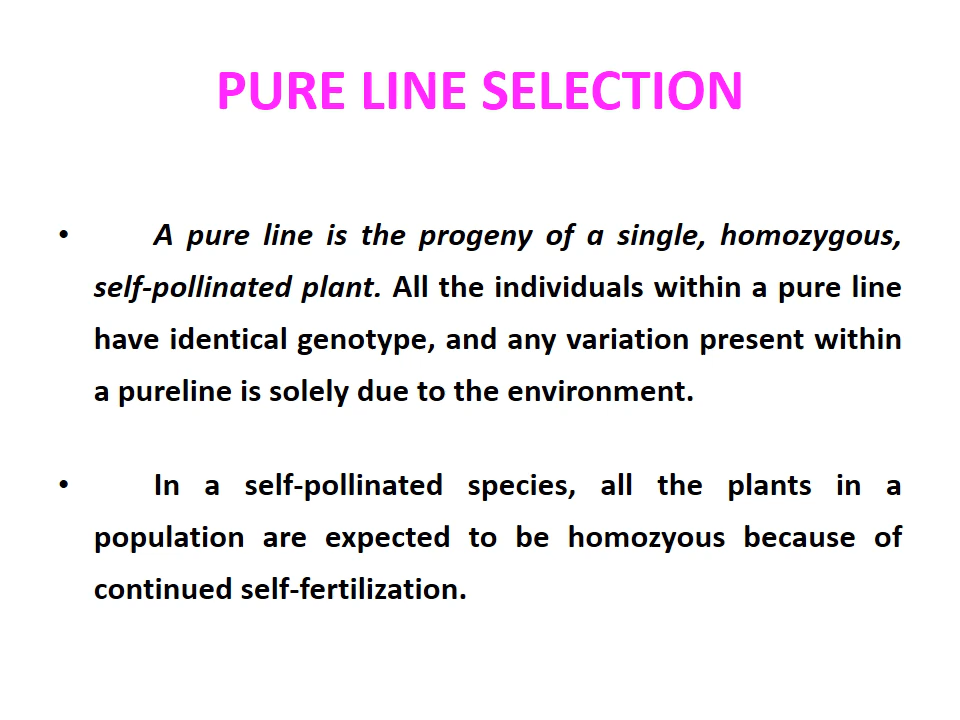 PURE LINE SELECTION
• A pure line is the progeny of a single, homozygous,
self-pollinated plant. All the individuals within a pure line
have identical genotype, and any variation present within
a pureline is solely due to the environment.
• In a self-pollinated species, all the plants in a
population are expected to be homozyous because of
continued self-fertilization.